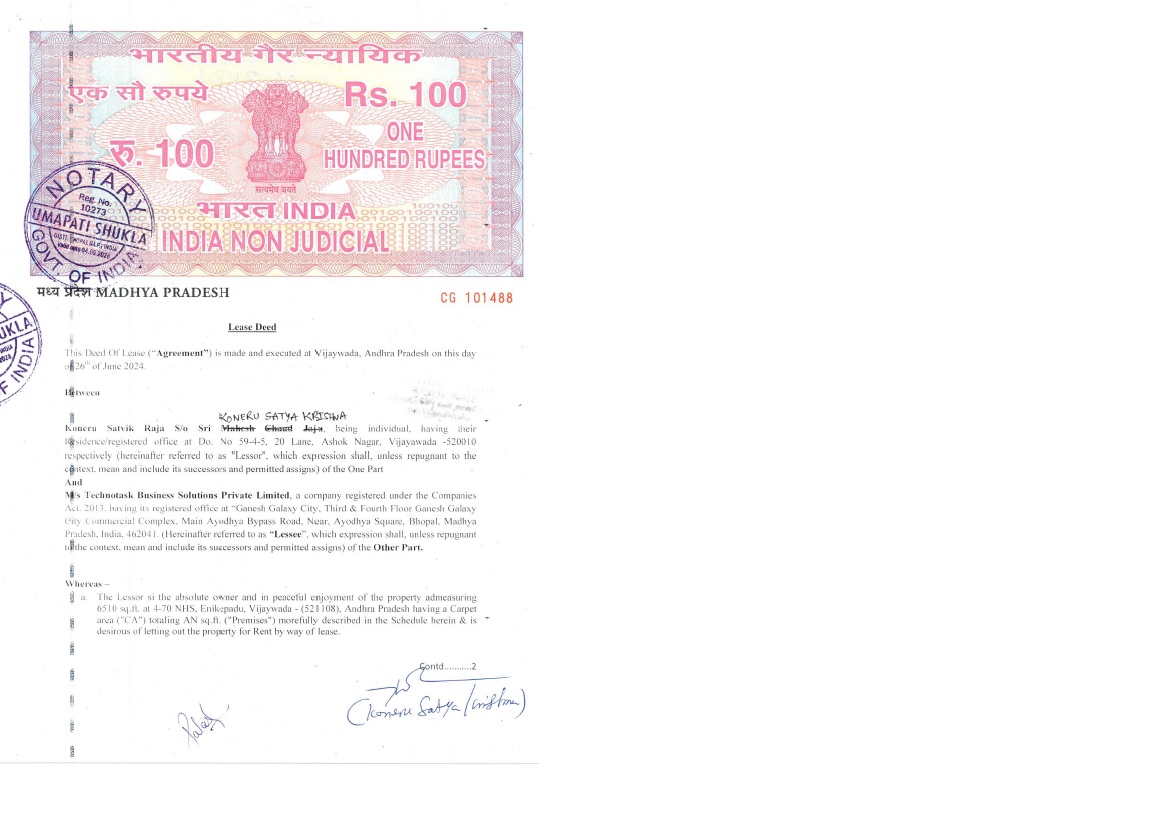 भारतीय गैर न्यायिक
एक सौ रुपये
Rs. 100
रु. 100
ONE
HUNDRED RUPEES
सत्यमेव जयते
भारत INDIA
INDIA NON JUDICIAL
NOTARY
Reg. No.
10273
UMAPATI SHUKLA
GOVT. OF INDIA
मध्य प्रदेश MADHYA PRADESH
CG 101488
UKLA
F INDIA
Lease Deed
This Deed Of Lease ("Agreement") is made and executed at Vijaywada, Andhra Pradesh on this day
of 26th of June 2024.
Between
KONERU SATYA KRISHNA
Koneru Satvik Raja S/o Sri Mahesh Chand Jaju, being individual, having their
Residence/registered office at Do. No 59-4-5, 20 Lane, Ashok Nagar, Vijayawada -520010
respectively (hereinafter referred to as "Lessor", which expression shall, unless repugnant to the
context, mean and include its successors and permitted assigns) of the One Part
And
M/s Technotask Business Solutions Private Limited, a company registered under the Companies
Act, 2013, having its registered office at "Ganesh Galaxy City, Third & Fourth Floor Ganesh Galaxy
City Commercial Complex, Main Ayodhya Bypass Road, Near, Ayodhya Square, Bhopal, Madhya
Pradesh, India, 462041. (Hereinafter referred to as "Lessee", which expression shall, unless repugnant
to the context, mean and include its successors and permitted assigns) of the Other Part.
Whereas –
a. The Lessor si the absolute owner and in peaceful enjoyment of the property admeasuring
6510 sq.ft. at 4-70 NHS, Enikepadu, Vijaywada - (521108), Andhra Pradesh having a Carpet
area ("CA") totaling AN sq.ft. ("Premises") morefully described in the Schedule herein & is
desirous of letting out the property for Rent by way of lease.
Contd...........2
(Koneru Satya Krishna)